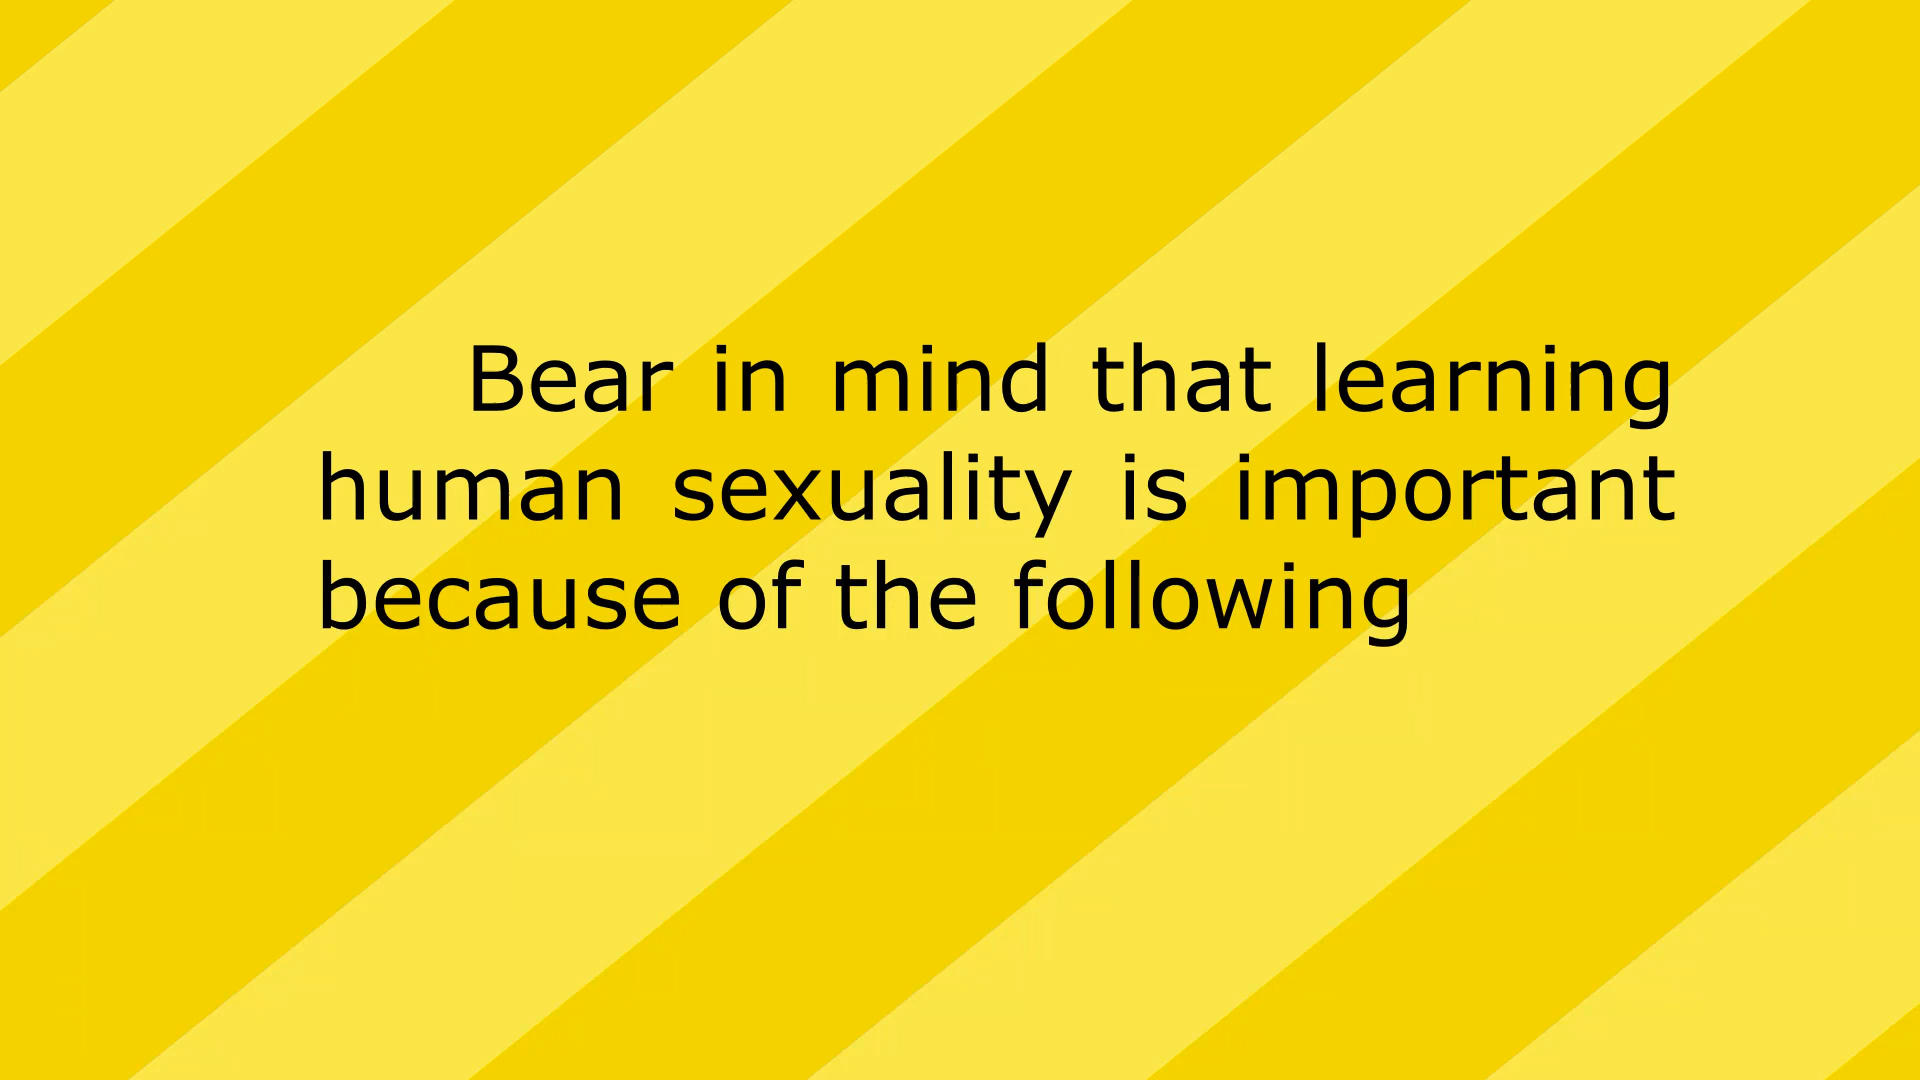 Bear in mind that learning
human sexuality is important
because of the following